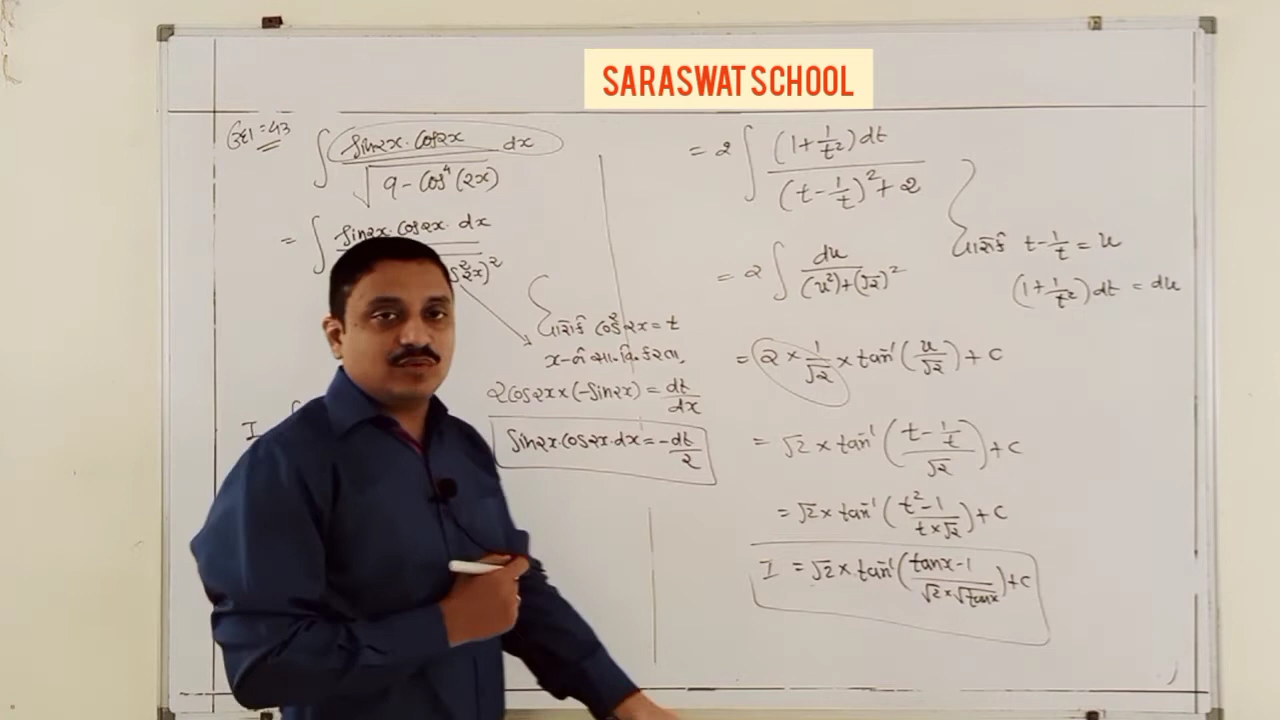 SARASWAT SCHOOL
ઉદા = 43
∫ sin2x · cos2x dx / √(9 - cos⁴(2x))
= ∫ sin2x · cos2x · dx / s²2x)²
ધારો કે cos²2x = t
x-ને સા. વિ. કરતા,
2cos2x × (-sin2x) = dt/dx
sin2x·cos2x·dx = -dt/2
I
= 2 ∫ (1 + 1/t²) dt / ((t - 1/t)² + 2)
ધારો કે t - 1/t = u
(1 + 1/t²) dt = du
= 2 ∫ du / ((u²) + (√2)²)
= 2 × 1/√2 × tan⁻¹(u/√2) + c
= √2 × tan⁻¹((t - 1/t)/√2) + c
= √2 × tan⁻¹((t² - 1)/(t × √2)) + c
I = √2 × tan⁻¹((tanx - 1)/(√2 × √tanx)) + c